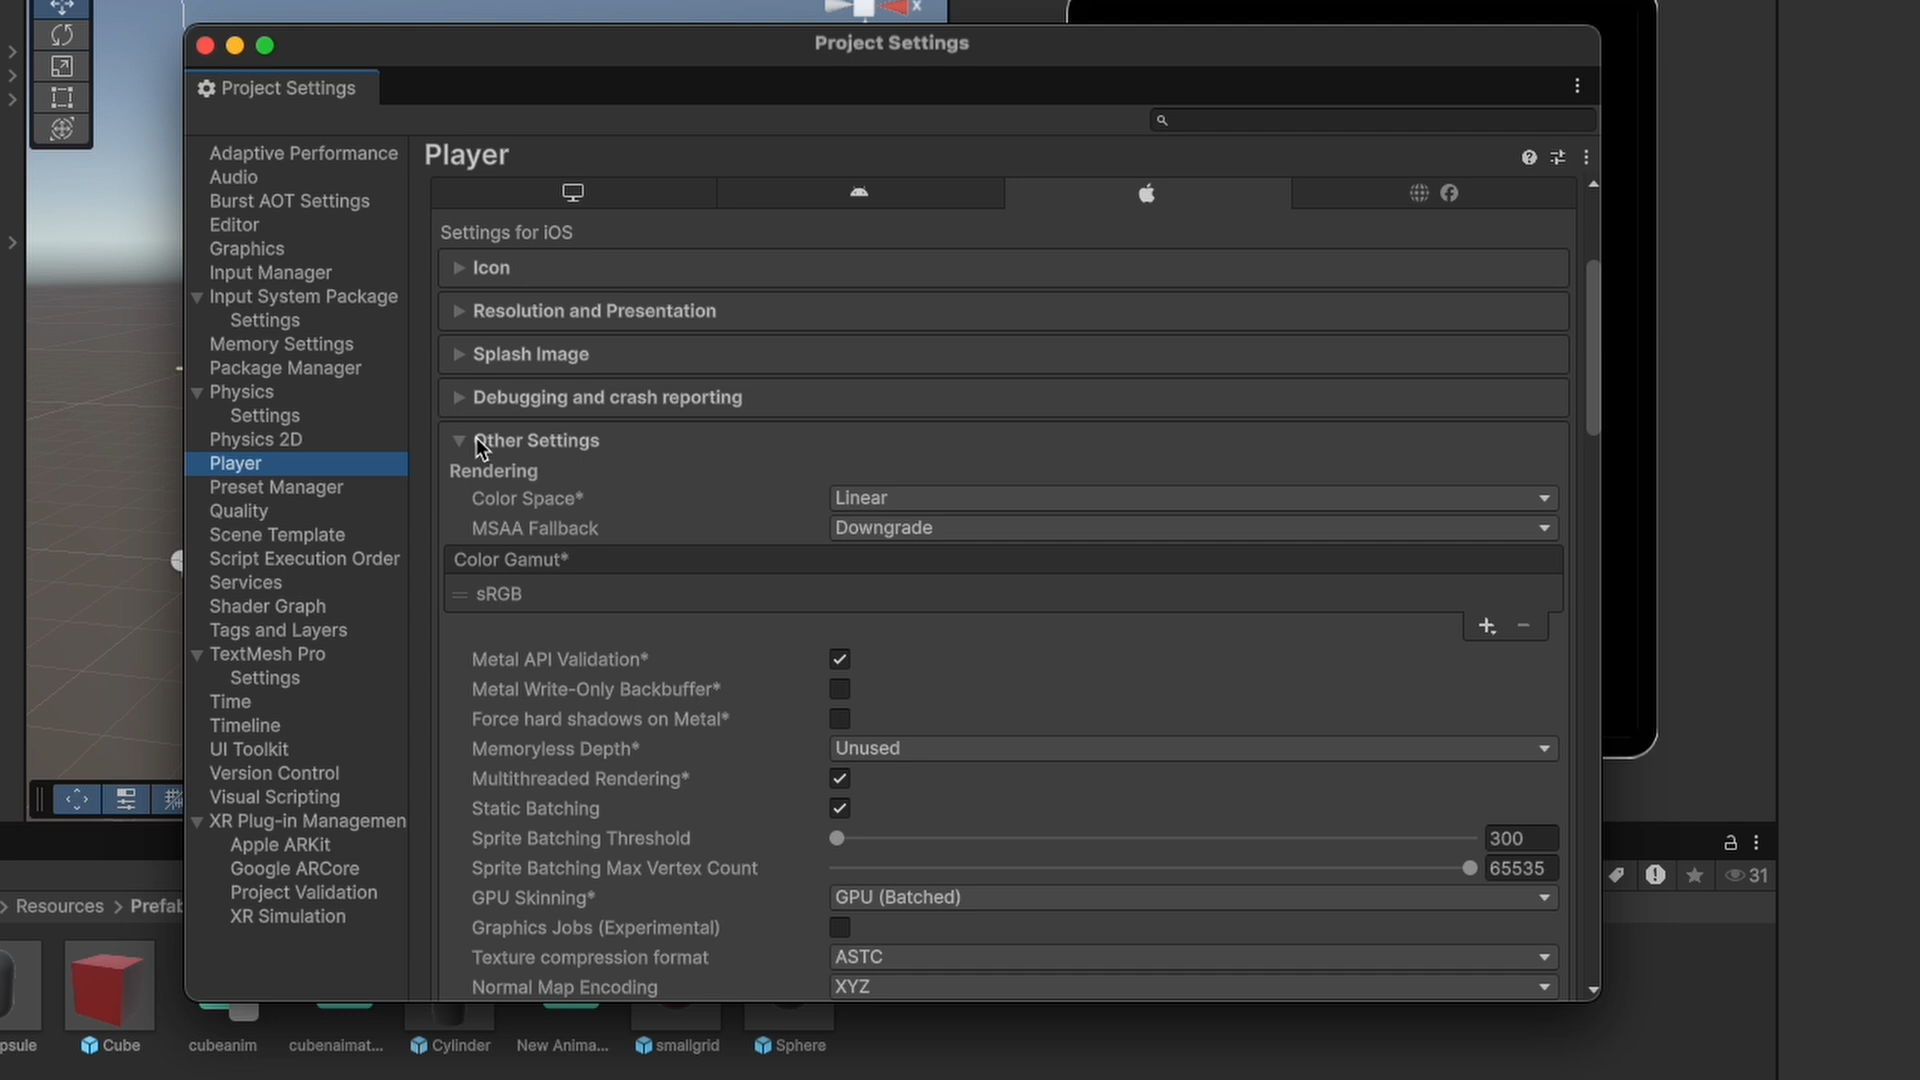 x
Project Settings
Project Settings
Adaptive Performance
Audio
Burst AOT Settings
Editor
Graphics
Input Manager
Input System Package
Settings
Memory Settings
Package Manager
Physics
Settings
Physics 2D
Player
Preset Manager
Quality
Scene Template
Script Execution Order
Services
Shader Graph
Tags and Layers
TextMesh Pro
Settings
Time
Timeline
UI Toolkit
Version Control
Visual Scripting
XR Plug-in Managemen
Apple ARKit
Google ARCore
Project Validation
XR Simulation
Player
Settings for iOS
Icon
Resolution and Presentation
Splash Image
Debugging and crash reporting
Other Settings
Rendering
Color Space* Linear
MSAA Fallback Downgrade
Color Gamut*
sRGB
Metal API Validation*
Metal Write-Only Backbuffer*
Force hard shadows on Metal*
Memoryless Depth* Unused
Multithreaded Rendering*
Static Batching
Sprite Batching Threshold 300
Sprite Batching Max Vertex Count 65535
GPU Skinning* GPU (Batched)
Graphics Jobs (Experimental)
Texture compression format ASTC
Normal Map Encoding XYZ
31
Resources > Prefab
psule Cube cubeanim cubenaimat... Cylinder New Anima... smallgrid Sphere